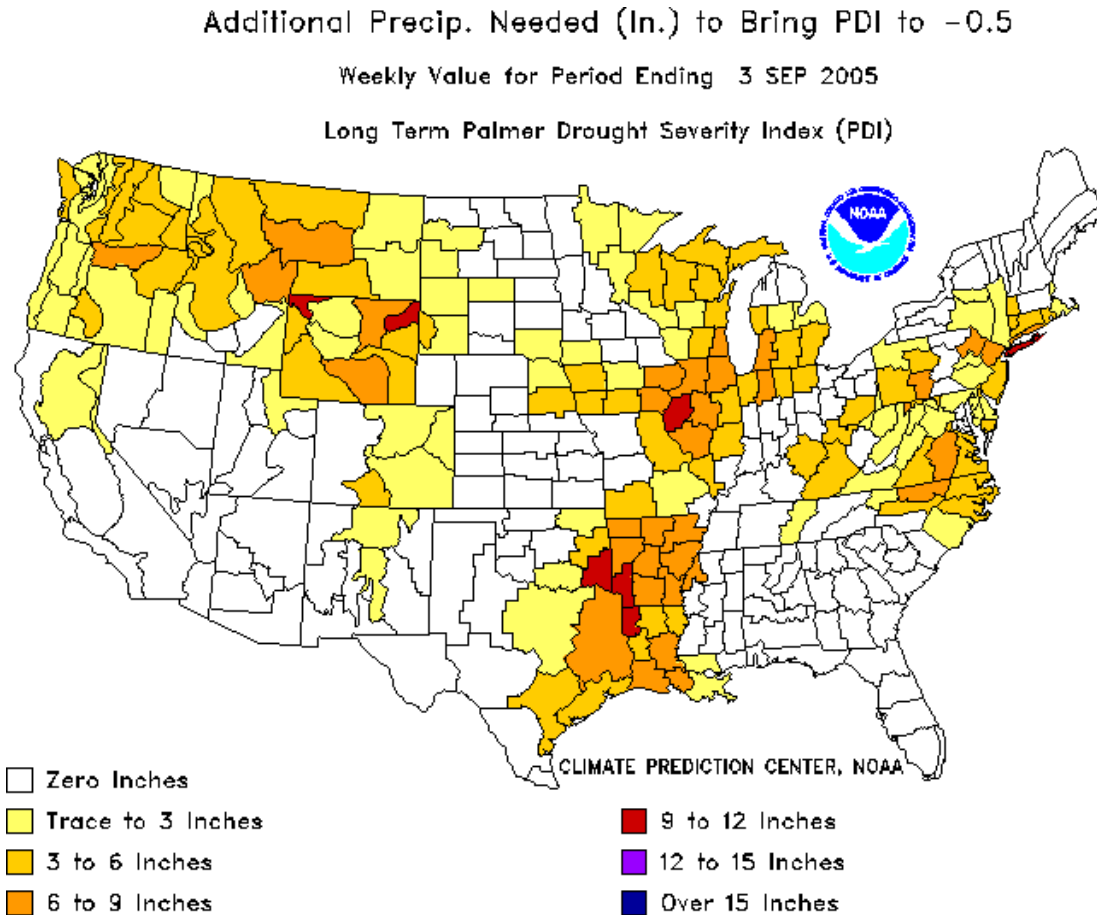 Additional Precip. Needed (In.) to Bring PDI to -0.5
Weekly Value for Period Ending 3 SEP 2005
Long Term Palmer Drought Severity Index (PDI)
NOAA
CLIMATE PREDICTION CENTER, NOAA
Zero Inches
Trace to 3 Inches
3 to 6 Inches
6 to 9 Inches
9 to 12 Inches
12 to 15 Inches
Over 15 Inches